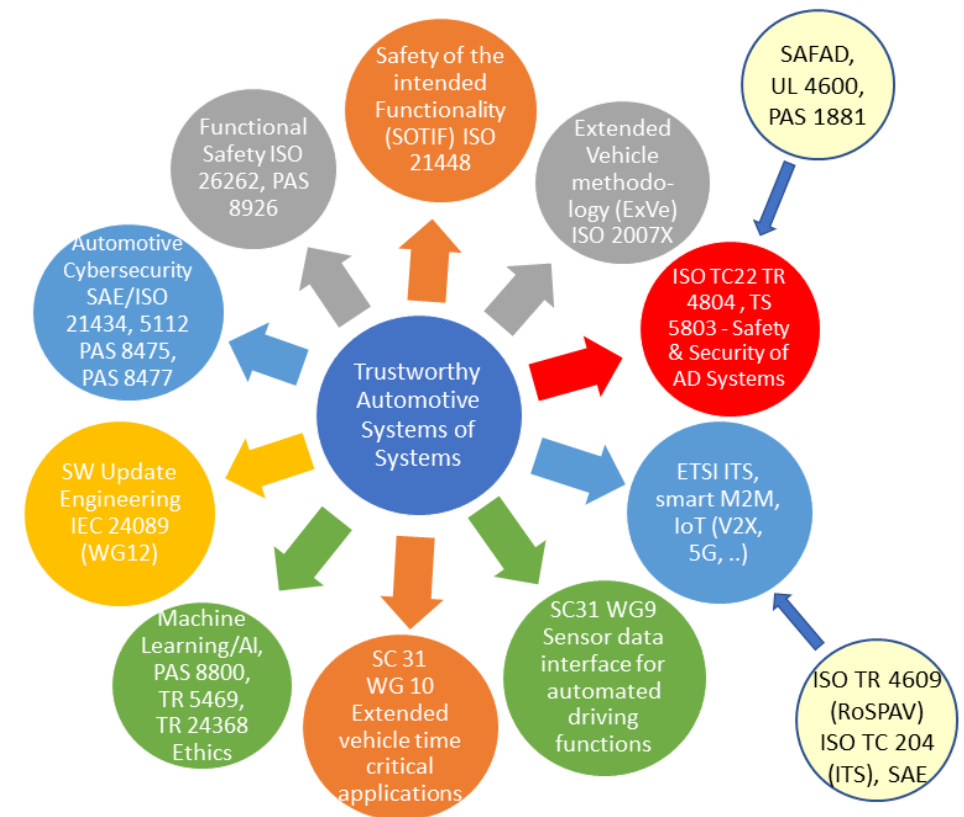 Safety of the
intended
Functionality
(SOTIF) ISO
21448
SAFAD,
UL 4600,
PAS 1881
Functional
Safety ISO
26262, PAS
8926
Extended
Vehicle
methodo-
logy (ExVe)
ISO 2007X
Automotive
Cybersecurity
SAE/ISO
21434, 5112
PAS 8475,
PAS 8477
ISO TC22 TR
4804 , TS
5803 - Safety
& Security of
AD Systems
Trustworthy
Automotive
Systems of
Systems
SW Update
Engineering
IEC 24089
(WG12)
ETSI ITS,
smart M2M,
IoT (V2X,
5G, ..)
Machine
Learning/AI,
PAS 8800,
TR 5469,
TR 24368
Ethics
SC 31
WG 10
Extended
vehicle time
critical
applications
SC31 WG9
Sensor data
interface for
automated
driving
functions
ISO TR 4609
(RoSPAV)
ISO TC 204
(ITS), SAE